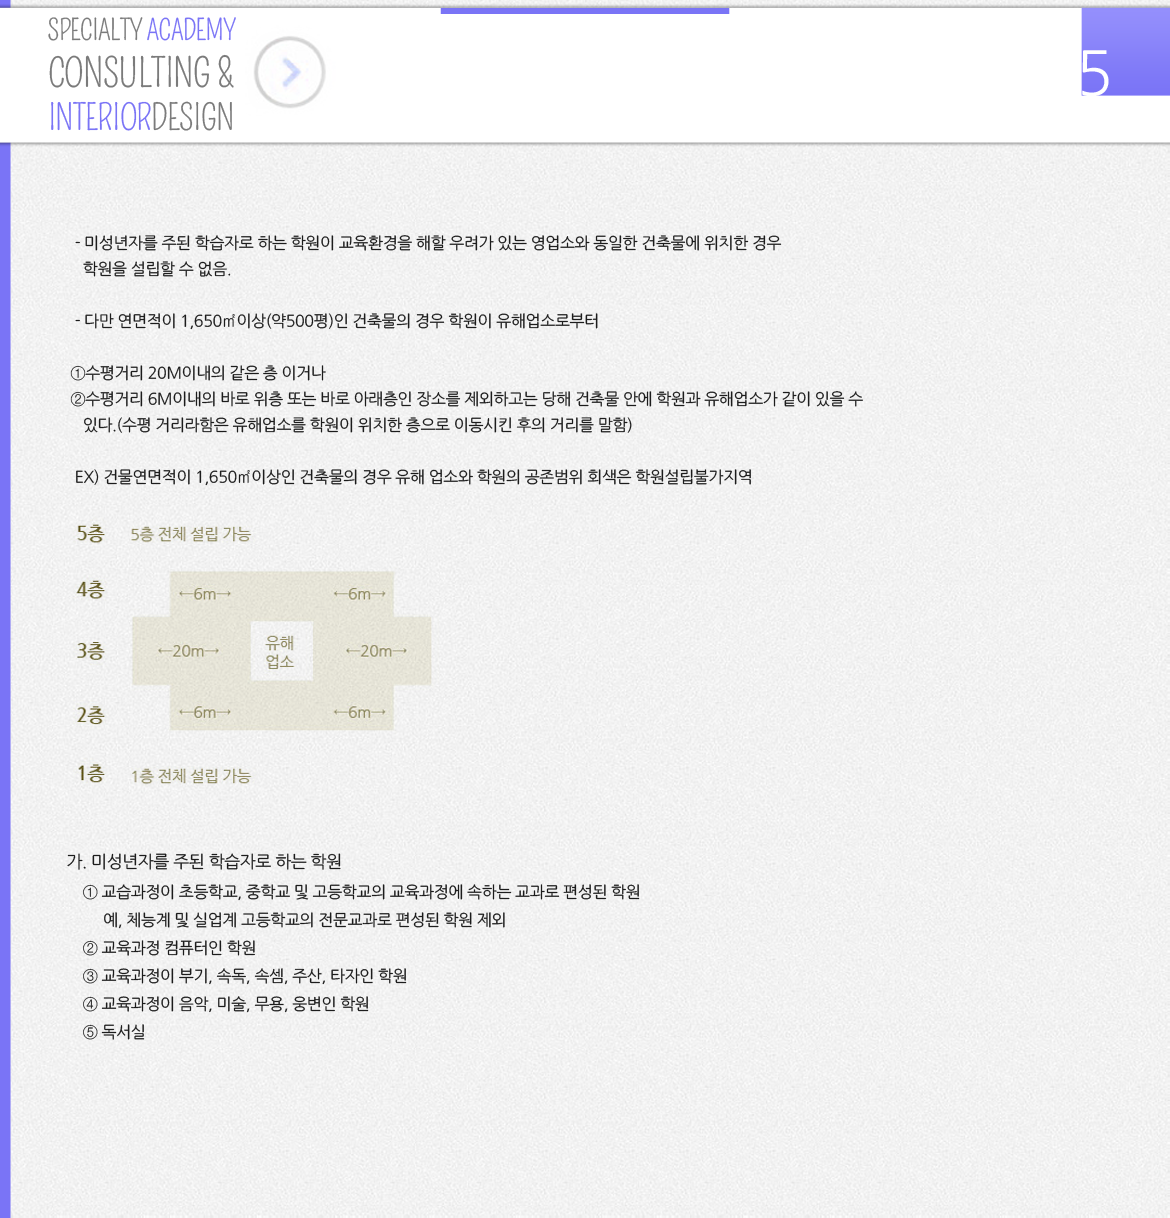 SPECIALTY ACADEMY
CONSULTING &
INTERIORDESIGN
5
- 미성년자를 주된 학습자로 하는 학원이 교육환경을 해할 우려가 있는 영업소와 동일한 건축물에 위치한 경우
학원을 설립할 수 없음.
- 다만 연면적이 1,650㎡이상(약500평)인 건축물의 경우 학원이 유해업소로부터
①수평거리 20M이내의 같은 층 이거나
②수평거리 6M이내의 바로 위층 또는 바로 아래층인 장소를 제외하고는 당해 건축물 안에 학원과 유해업소가 같이 있을 수
있다.(수평 거리라함은 유해업소를 학원이 위치한 층으로 이동시킨 후의 거리를 말함)
EX) 건물연면적이 1,650㎡이상인 건축물의 경우 유해 업소와 학원의 공존범위 회색은 학원설립불가지역
5층 5층 전체 설립 가능
4층 ←6m→ ←6m→
3층 ←20m→ 유해 업소 ←20m→
2층 ←6m→ ←6m→
1층 1층 전체 설립 가능
가. 미성년자를 주된 학습자로 하는 학원
① 교습과정이 초등학교, 중학교 및 고등학교의 교육과정에 속하는 교과로 편성된 학원
예, 체능계 및 실업계 고등학교의 전문교과로 편성된 학원 제외
② 교육과정 컴퓨터인 학원
③ 교육과정이 부기, 속독, 속셈, 주산, 타자인 학원
④ 교육과정이 음악, 미술, 무용, 웅변인 학원
⑤ 독서실